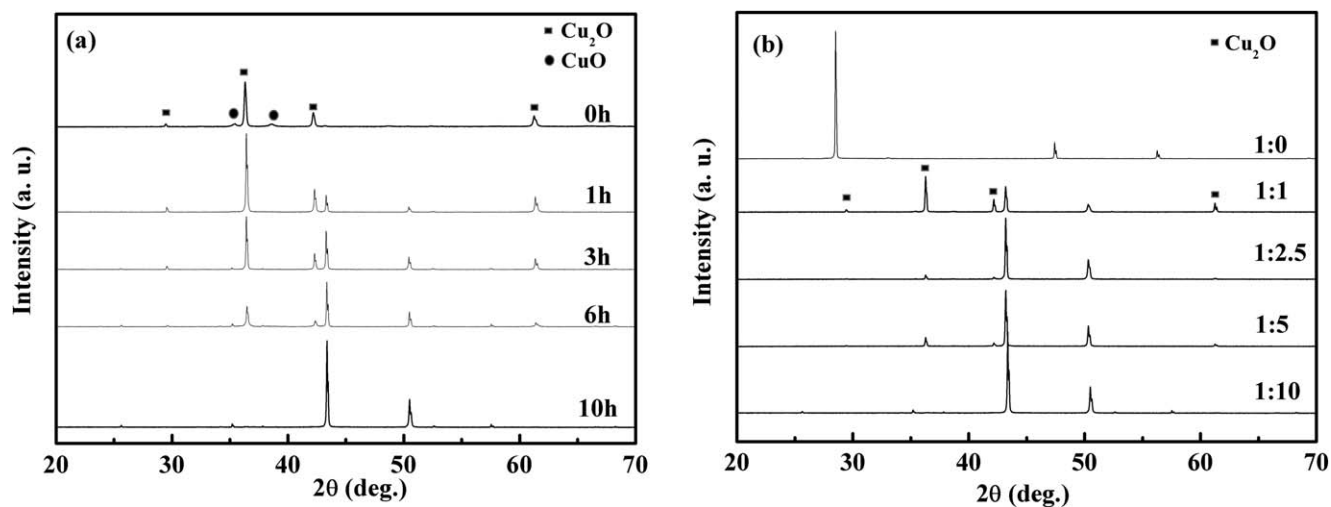 (a)
Cu₂O
CuO
0h
1h
3h
6h
10h
Intensity (a. u.)
20 30 40 50 60 70
2θ (deg.)
(b)
Cu₂O
1:0
1:1
1:2.5
1:5
1:10
Intensity (a. u.)
20 30 40 50 60 70
2θ (deg.)